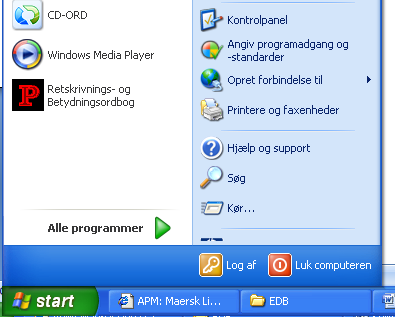 CD-ORD
Windows Media Player
Retskrivnings- og
Betydningsordbog
Alle programmer
Kontrolpanel
Angiv programadgang og
-standarder
Opret forbindelse til
Printere og faxenheder
Hjælp og support
Søg
Kør...
Log af
Luk computeren
start
APM: Maersk Li...
EDB